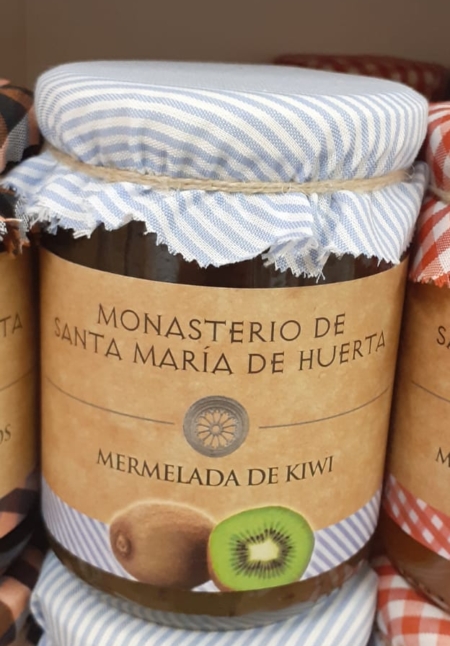 MONASTERIO DE
SANTA MARÍA DE HUERTA
MERMELADA DE KIWI